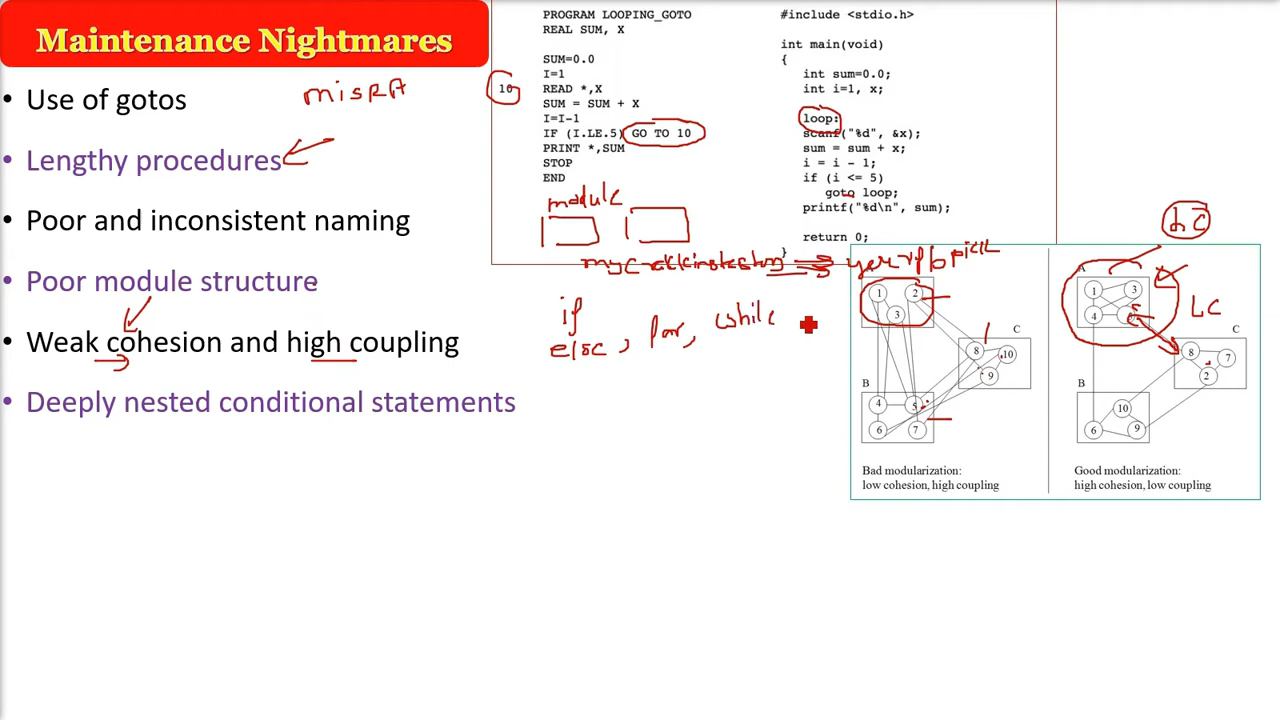 Maintenance Nightmares
• Use of gotos
misRA
• Lengthy procedures
• Poor and inconsistent naming
• Poor module structure
• Weak cohesion and high coupling
• Deeply nested conditional statements
PROGRAM LOOPING_GOTO
REAL SUM, X
SUM=0.0
I=1
10 READ *,X
SUM = SUM + X
I=I-1
IF (I.LE.5) GO TO 10
PRINT *,SUM
STOP
END
#include <stdio.h>
int main(void)
{
int sum=0.0;
int i=1, x;
loop:
scanf("%d", &x);
sum = sum + x;
i = i - 1;
if (i <= 5)
goto loop;
printf("%d\n", sum);
return 0;
}
module
if
else, for, while
A
1 2
3
C
8 10
9
B
4 5
6 7
Bad modularization:
low cohesion, high coupling
LC
A
1 3
4
C
8 7
2
B
10
6 9
Good modularization:
high cohesion, low coupling